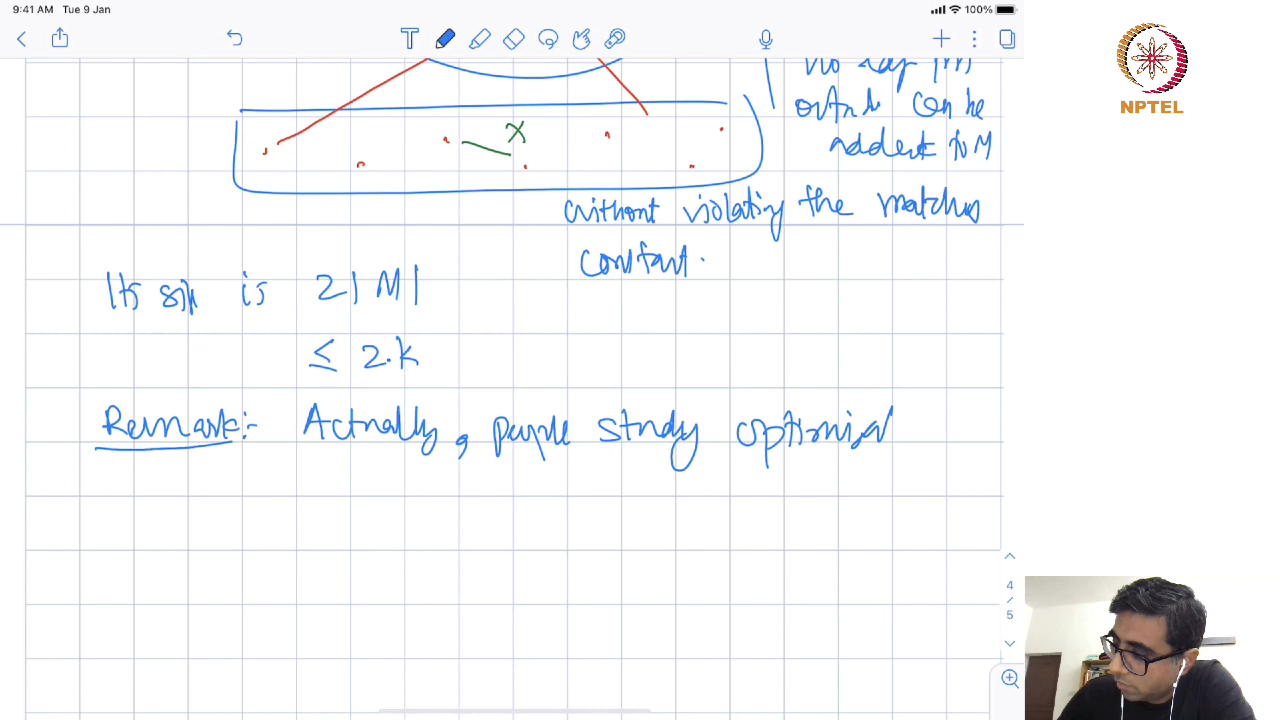 9:41 AM Tue 9 Jan
100%
NPTEL
No edge from
outside can be
added to M
without violating the matching
constraint.
Its size is 2|M|
≤ 2.k
Remark:- Actually, people study optimizat
4
5